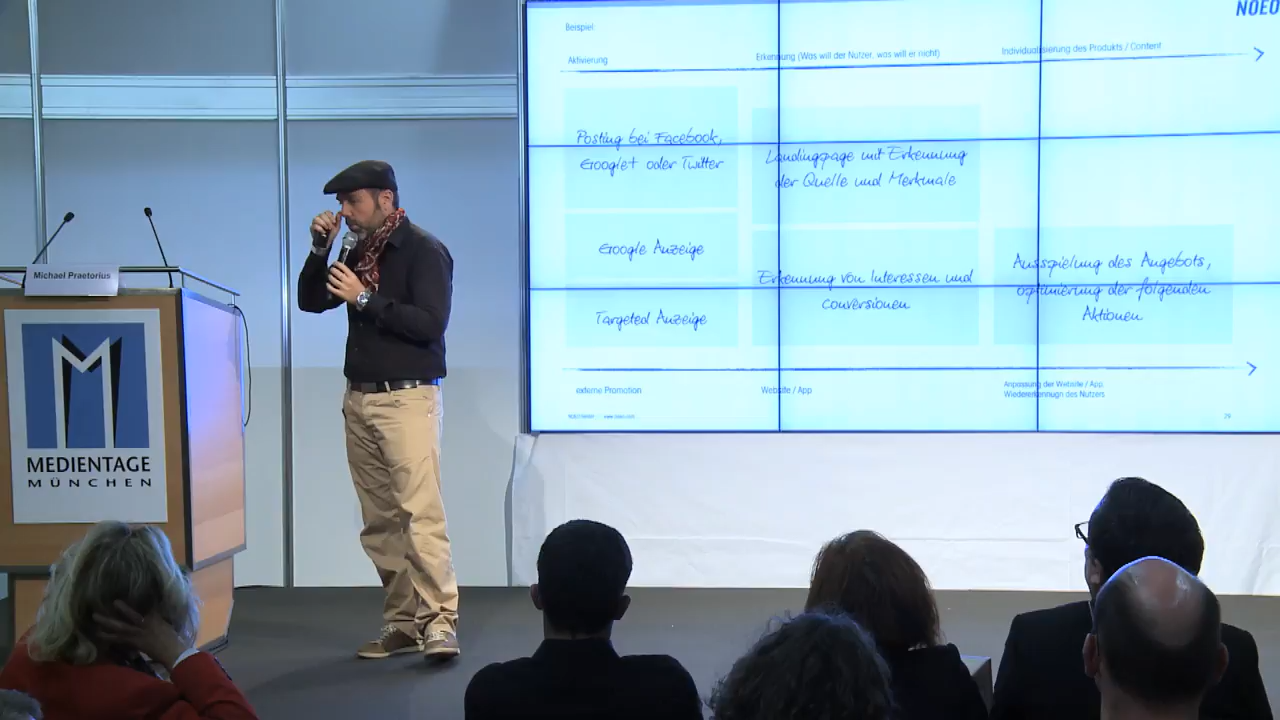 Michael Praetorius
MEDIENTAGE
MÜNCHEN
NOEO
Beispiel:
Aktivierung
Erkennung (Was will der Nutzer, was will er nicht)
Individualisierung des Produkts / Content
Posting bei Facebook,
Google+ oder Twitter
Landingpage mit Erkennung
der Quelle und Merkmale
Google Anzeige
Erkennung von Interessen und
conversionen
Ausspielung des Angebots,
optimierung der folgenden
Aktionen
Targeted Anzeige
externe Promotion
Website / App
Anpassung der Website / App,
Wiedererkennugn des Nutzers